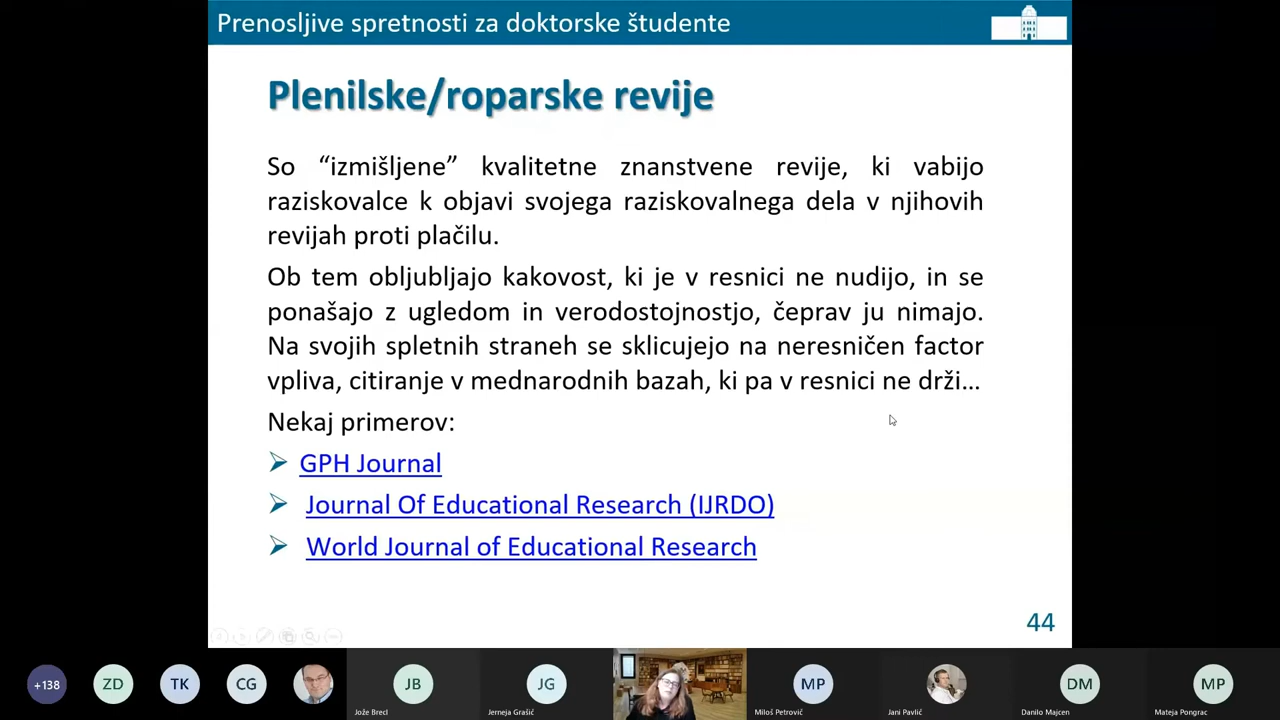 Prenosljive spretnosti za doktorske študente
Plenilske/roparske revije
So “izmišljene” kvalitetne znanstvene revije, ki vabijo
raziskovalce k objavi svojega raziskovalnega dela v njihovih
revijah proti plačilu.
Ob tem obljubljajo kakovost, ki je v resnici ne nudijo, in se
ponašajo z ugledom in verodostojnostjo, čeprav ju nimajo.
Na svojih spletnih straneh se sklicujejo na neresničen factor
vpliva, citiranje v mednarodnih bazah, ki pa v resnici ne drži…
Nekaj primerov:
GPH Journal
Journal Of Educational Research (IJRDO)
World Journal of Educational Research
44
+138 ZD TK CG JB JG MP DM MP
Jože Brecl Jerneja Grašič Miloš Petrovič Jani Pavlič Danilo Majcen Mateja Pongrac